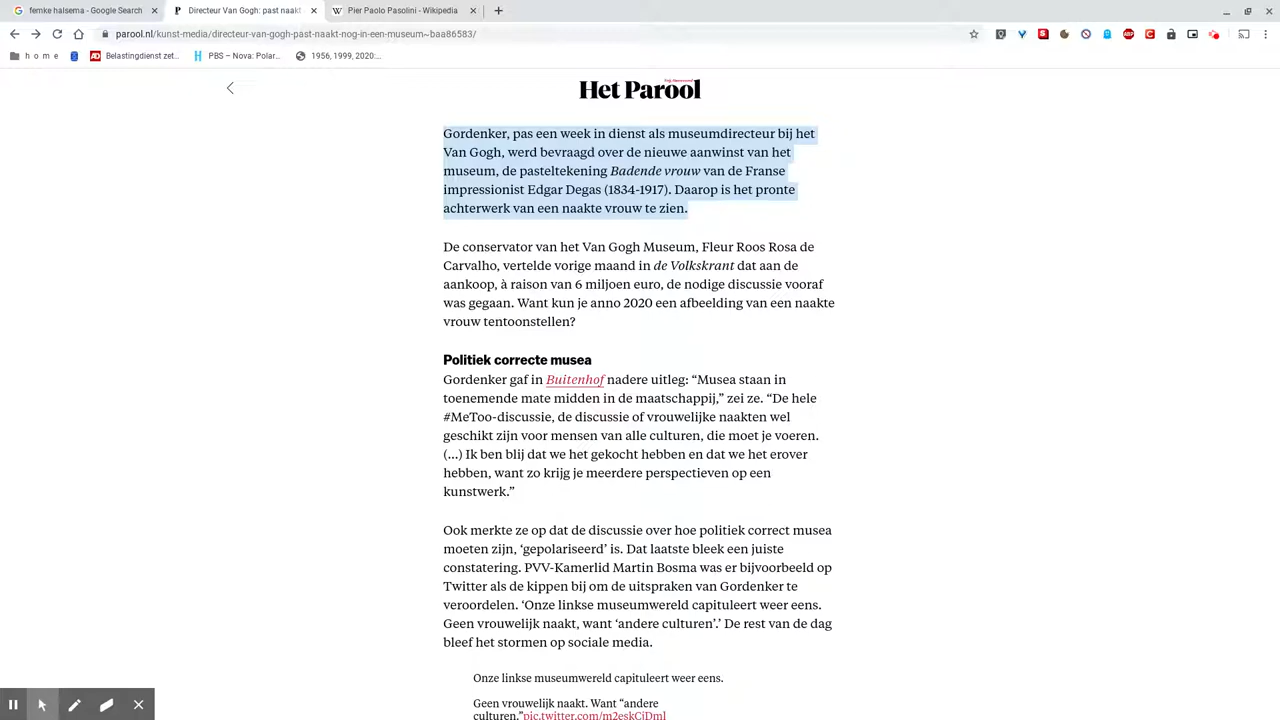 femke halsema - Google Search
Directeur Van Gogh: past naakt
Pier Paolo Pasolini - Wikipedia
parool.nl/kunst-media/directeur-van-gogh-past-naakt-nog-in-een-museum~baa86583/
h o m e
Belastingdienst zet...
PBS – Nova: Polar...
1956, 1999, 2020:...
Het Parool
Gordenker, pas een week in dienst als museumdirecteur bij het
Van Gogh, werd bevraagd over de nieuwe aanwinst van het
museum, de pasteltekening Badende vrouw van de Franse
impressionist Edgar Degas (1834-1917). Daarop is het pronte
achterwerk van een naakte vrouw te zien.
De conservator van het Van Gogh Museum, Fleur Roos Rosa de
Carvalho, vertelde vorige maand in de Volkskrant dat aan de
aankoop, à raison van 6 miljoen euro, de nodige discussie vooraf
was gegaan. Want kun je anno 2020 een afbeelding van een naakte
vrouw tentoonstellen?
Politiek correcte musea
Gordenker gaf in Buitenhof nadere uitleg: “Musea staan in
toenemende mate midden in de maatschappij,” zei ze. “De hele
#MeToo-discussie, de discussie of vrouwelijke naakten wel
geschikt zijn voor mensen van alle culturen, die moet je voeren.
(...) Ik ben blij dat we het gekocht hebben en dat we het erover
hebben, want zo krijg je meerdere perspectieven op een
kunstwerk.”
Ook merkte ze op dat de discussie over hoe politiek correct musea
moeten zijn, ‘gepolariseerd’ is. Dat laatste bleek een juiste
constatering. PVV-Kamerlid Martin Bosma was er bijvoorbeeld op
Twitter als de kippen bij om de uitspraken van Gordenker te
veroordelen. ‘Onze linkse museumwereld capituleert weer eens.
Geen vrouwelijk naakt, want ‘andere culturen’.’ De rest van de dag
bleef het stormen op sociale media.
Onze linkse museumwereld capituleert weer eens.
Geen vrouwelijk naakt. Want “andere
culturen.”pic.twitter.com/m2eskCjDml